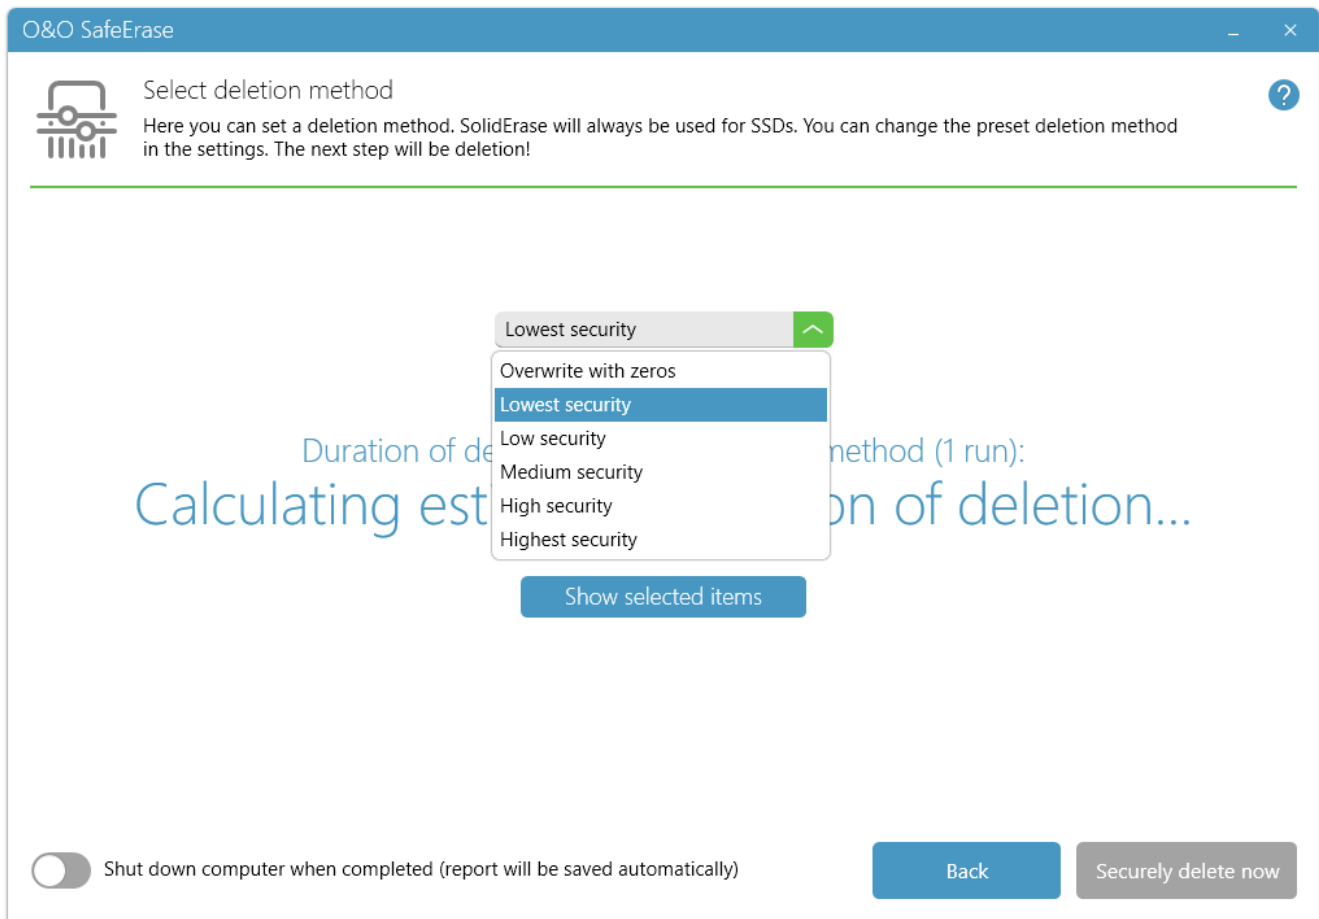 O&O SafeErase
Select deletion method
Here you can set a deletion method. SolidErase will always be used for SSDs. You can change the preset deletion method
in the settings. The next step will be deletion!
Lowest security
Overwrite with zeros
Lowest security
Low security
Duration of de method (1 run):
Medium security
Calculating est on of deletion...
High security
Highest security
Show selected items
Shut down computer when completed (report will be saved automatically)
Back
Securely delete now